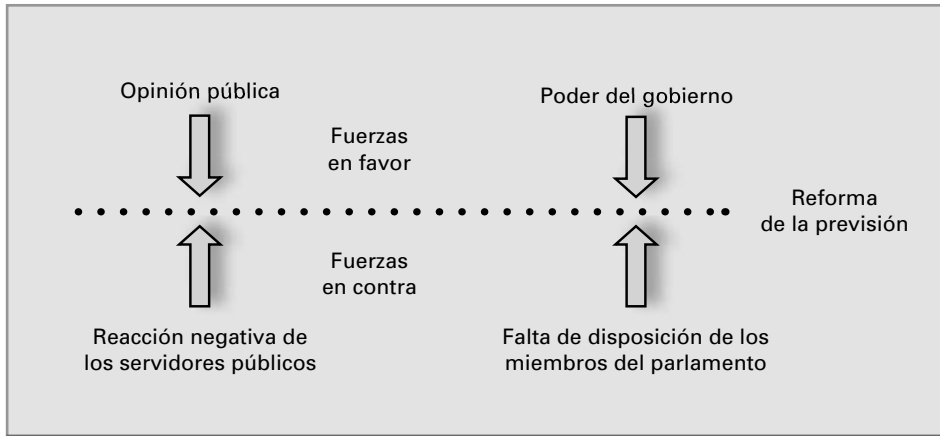 Opinión pública
Poder del gobierno
Fuerzas
en favor
Reforma
de la previsión
Fuerzas
en contra
Reacción negativa de
los servidores públicos
Falta de disposición de los
miembros del parlamento